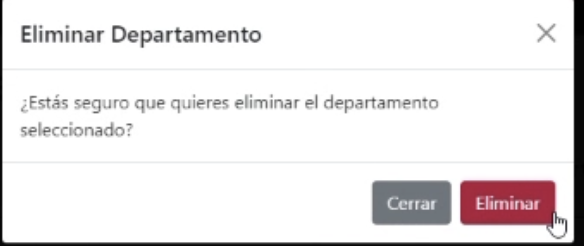 Eliminar Departamento
¿Estás seguro que quieres eliminar el departamento
seleccionado?
Cerrar
Eliminar